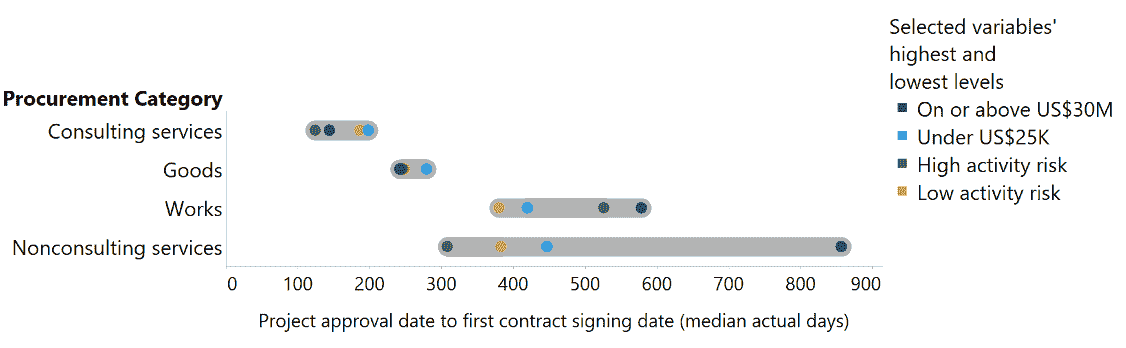 Selected variables'
highest and
lowest levels
On or above US$30M
Under US$25K
High activity risk
Low activity risk
Procurement Category
Consulting services
Goods
Works
Nonconsulting services
0 100 200 300 400 500 600 700 800 900
Project approval date to first contract signing date (median actual days)